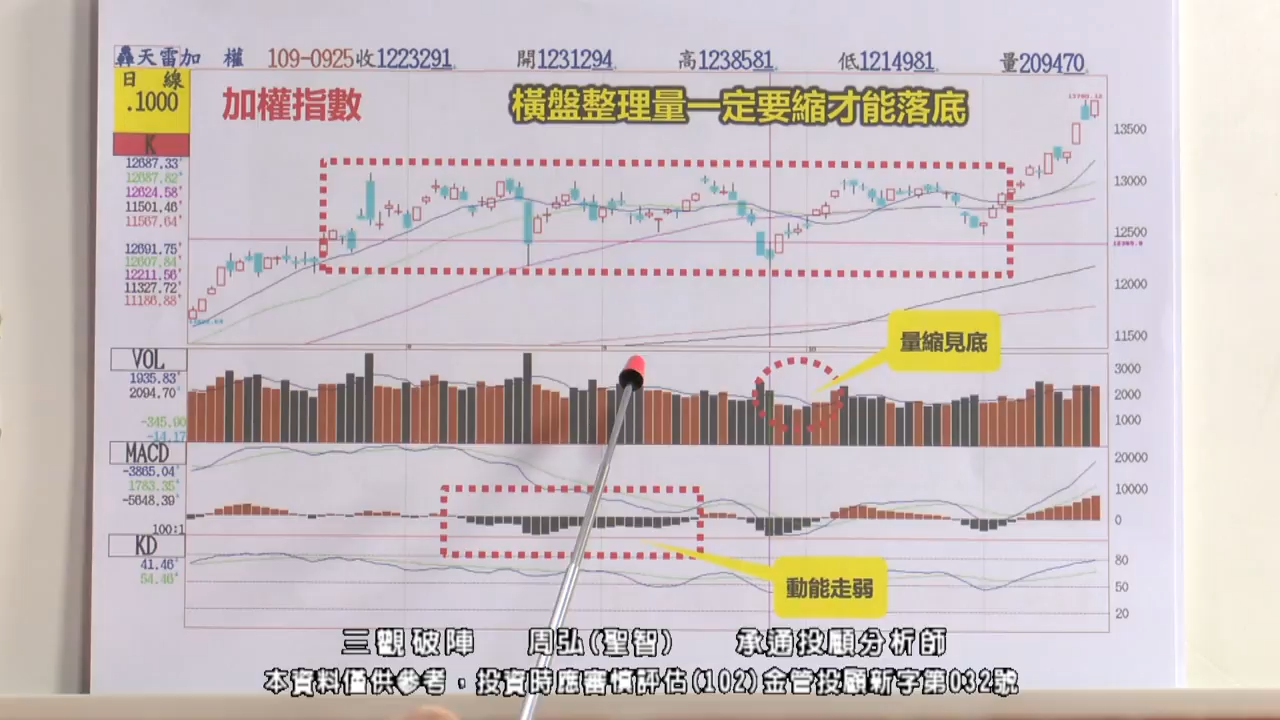 轟天雷加 權 109-0925收1223291 開1231294 高1238581 低1214981 量209470
日 線
.1000
加權指數
橫盤整理量一定要縮才能落底
K
12687.33
12687.82
12624.58
11501.46
11567.64
12691.75
12607.84
12211.56
11327.72
11186.88
13500
13000
12500
12000
11500
量縮見底
VOL
1935.83
2094.70
-345.00
-14.17
3000
2000
1000
MACD
-3865.04
1783.35
-5648.39
100:1
20000
10000
0
KD
41.46
54.46
80
50
20
動能走弱
三觀破陣 周弘(聖智) 承通投顧分析師
本資料僅供參考，投資時應審慎評估(102)金管投顧新字第032號